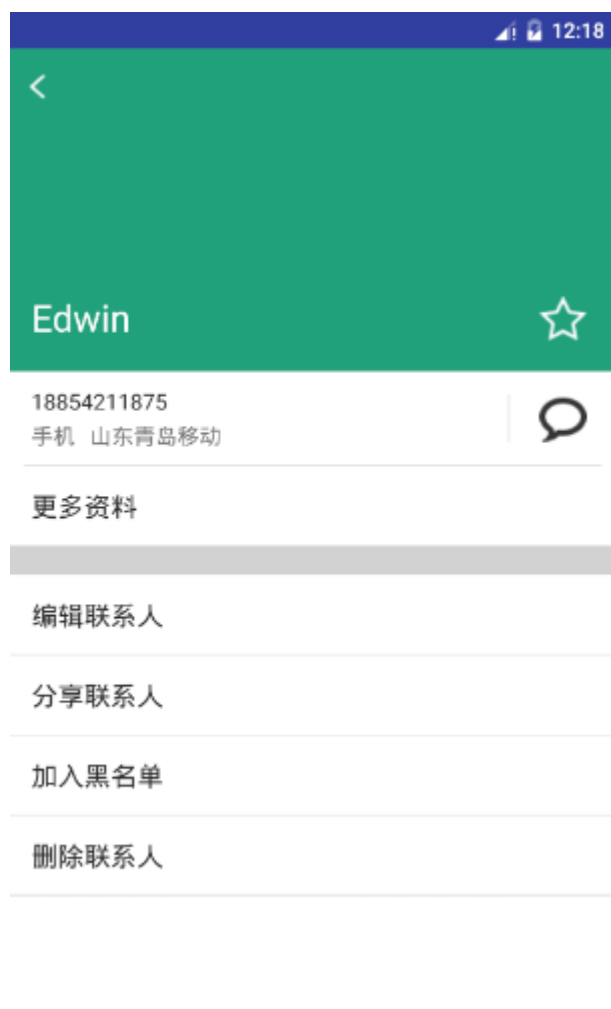 12:18
Edwin
18854211875
手机 山东青岛移动
更多资料
编辑联系人
分享联系人
加入黑名单
删除联系人